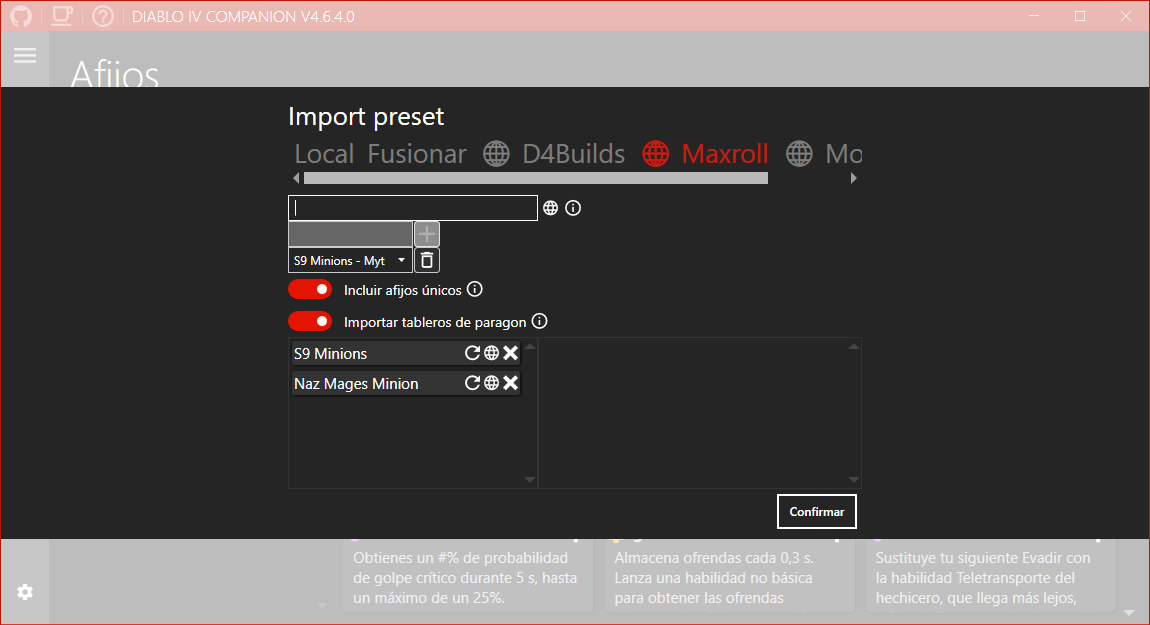 DIABLO IV COMPANION V4.6.4.0
Afijos
Import preset
Local Fusionar D4Builds Maxroll Mo
S9 Minions - Myt
Incluir afijos únicos
Importar tableros de paragon
S9 Minions
Naz Mages Minion
Confirmar
Obtienes un #% de probabilidad
de golpe crítico durante 5 s, hasta
un máximo de un 25%.
Almacena ofrendas cada 0,3 s.
Lanza una habilidad no básica
para obtener las ofrendas
Sustituye tu siguiente Evadir con
la habilidad Teletransporte del
hechicero, que llega más lejos,